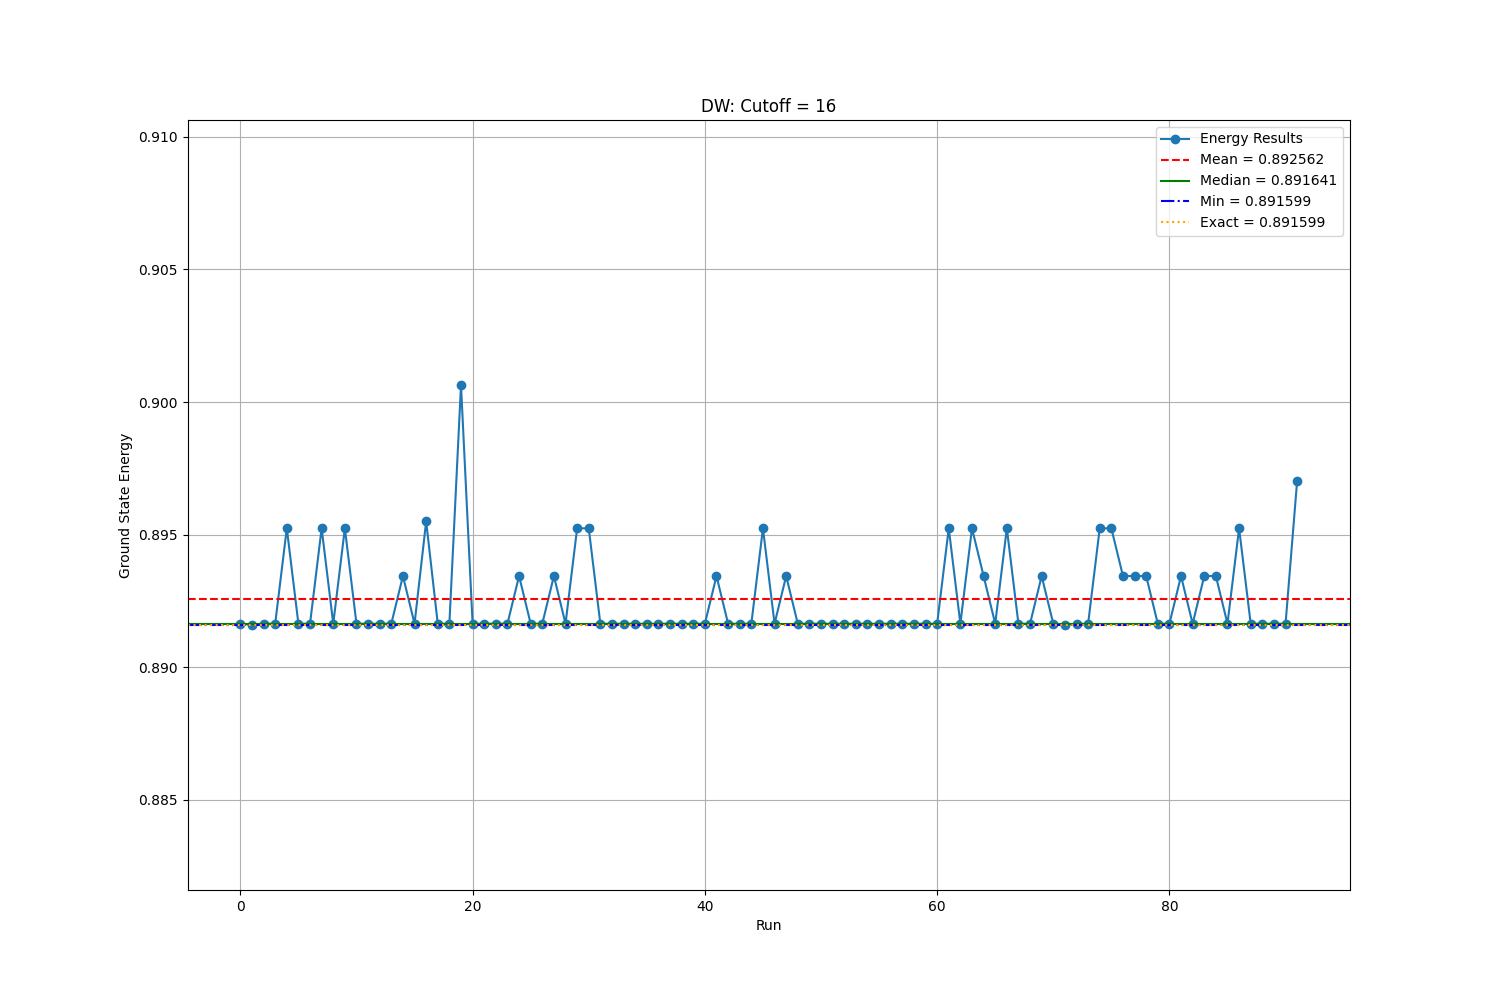 DW: Cutoff = 16
0.910
0.905
0.900
0.895
0.890
0.885
Ground State Energy
Energy Results
Mean = 0.892562
Median = 0.891641
Min = 0.891599
Exact = 0.891599
0 20 40 60 80
Run